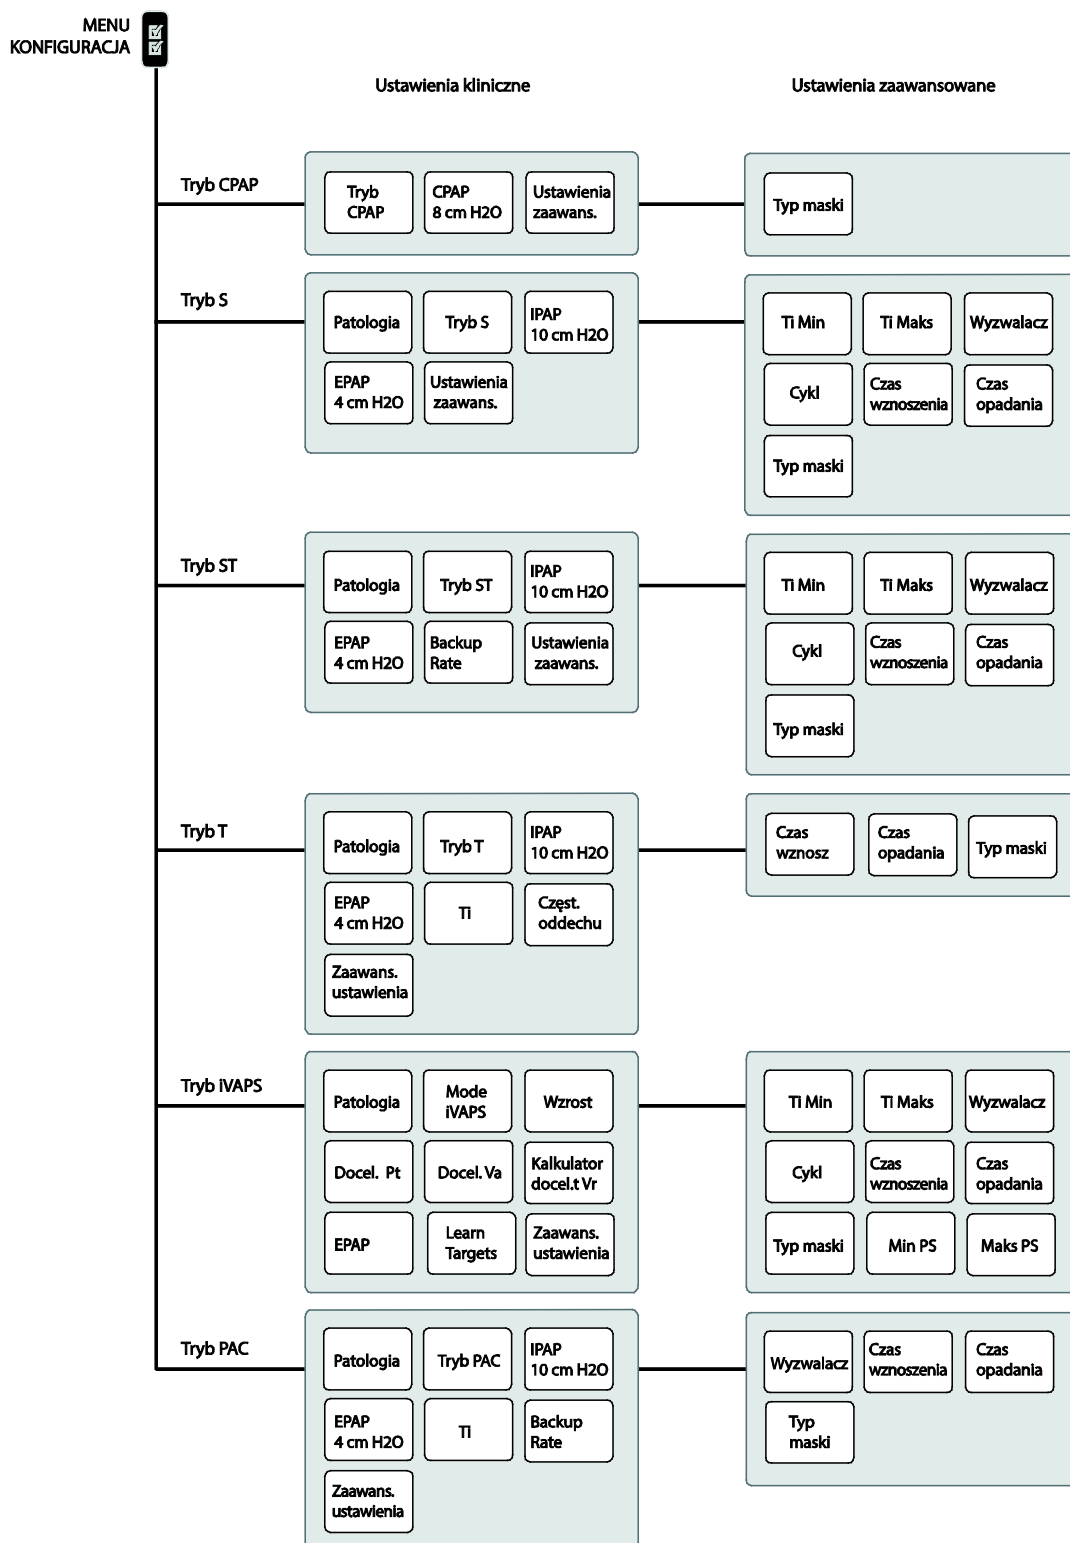 MENU
KONFIGURACJA
Ustawienia kliniczne
Ustawienia zaawansowane
Tryb CPAP
Tryb
CPAP
CPAP
8 cm H2O
Ustawienia
zaawans.
Typ maski
Tryb S
Patologia
Tryb S
IPAP
10 cm H2O
EPAP
4 cm H2O
Ustawienia
zaawans.
Ti Min
Ti Maks
Wyzwalacz
Cykl
Czas
wznoszenia
Czas
opadania
Typ maski
Tryb ST
Patologia
Tryb ST
IPAP
10 cm H2O
EPAP
4 cm H2O
Backup
Rate
Ustawienia
zaawans.
Ti Min
Ti Maks
Wyzwalacz
Cykl
Czas
wznoszenia
Czas
opadania
Typ maski
Tryb T
Patologia
Tryb T
IPAP
10 cm H2O
EPAP
4 cm H2O
Ti
Częst.
oddechu
Zaawans.
ustawienia
Czas
wznosz
Czas
opadania
Typ maski
Tryb iVAPS
Patologia
Mode
iVAPS
Wzrost
Docel. Pt
Docel. Va
Kalkulator
docel.t Vr
EPAP
Learn
Targets
Zaawans.
ustawienia
Ti Min
Ti Maks
Wyzwalacz
Cykl
Czas
wznoszenia
Czas
opadania
Typ maski
Min PS
Maks PS
Tryb PAC
Patologia
Tryb PAC
IPAP
10 cm H2O
EPAP
4 cm H2O
Ti
Backup
Rate
Zaawans.
ustawienia
Wyzwalacz
Czas
wznoszenia
Czas
opadania
Typ
maski